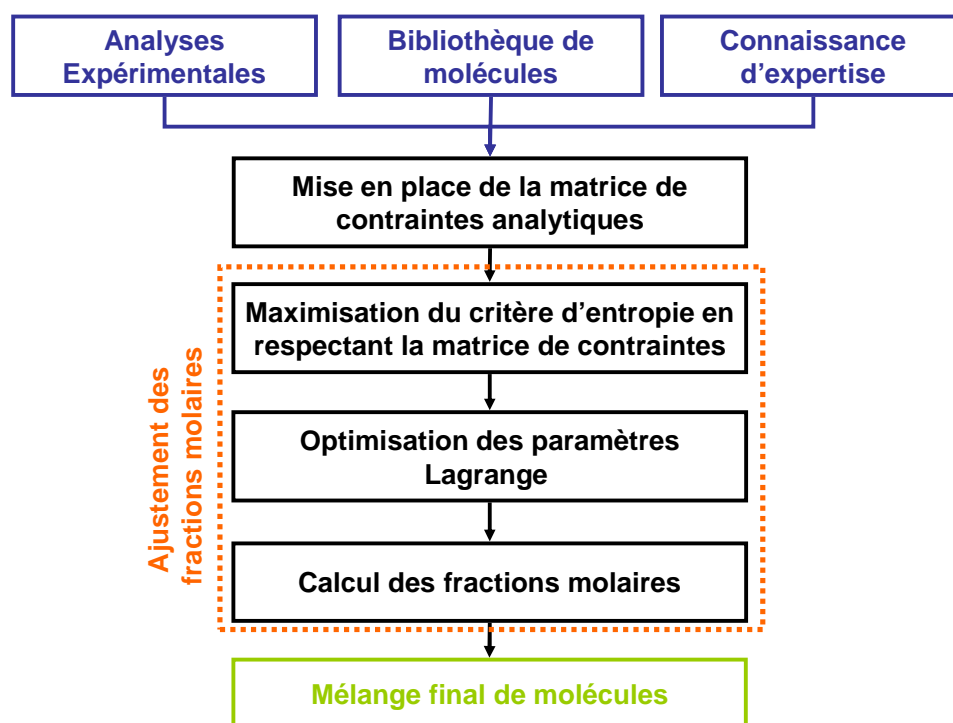 Analyses
Expérimentales
Bibliothèque de
molécules
Connaissance
d'expertise
Mise en place de la matrice de
contraintes analytiques
Maximisation du critère d'entropie en
respectant la matrice de contraintes
Optimisation des paramètres
Lagrange
Calcul des fractions molaires
Ajustement des
fractions molaires
Mélange final de molécules